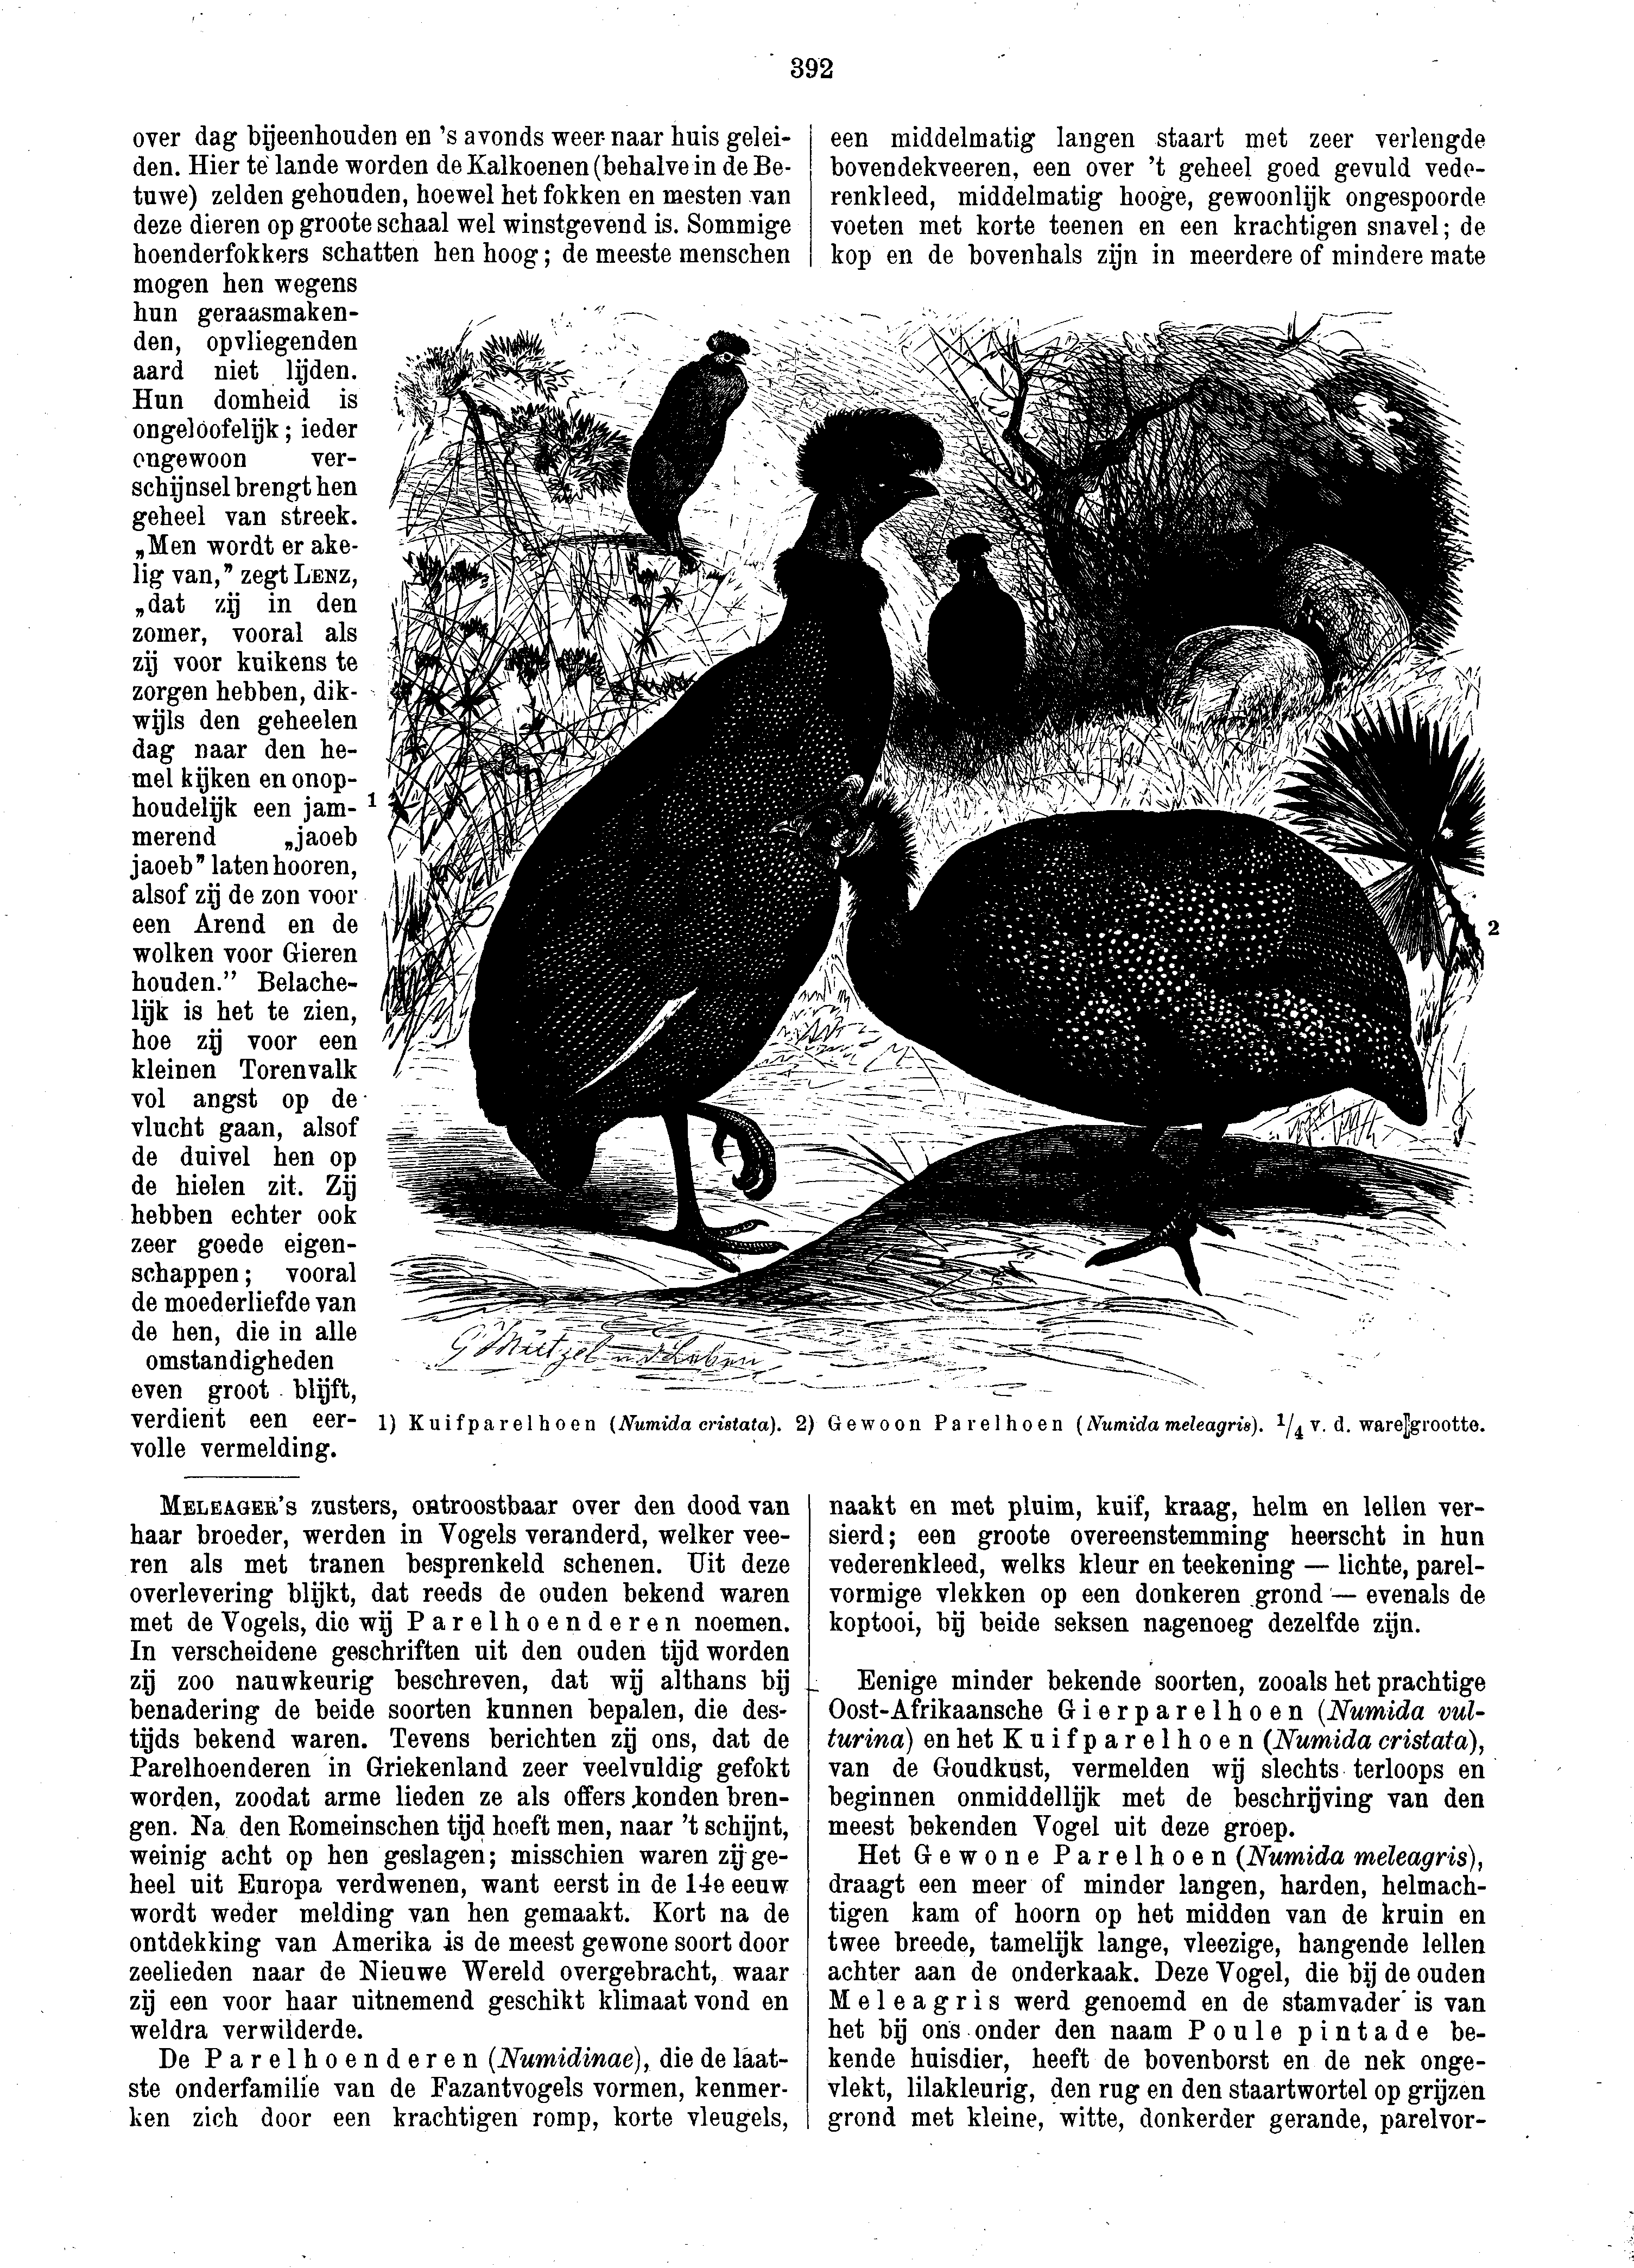 392
over dag bijeenhouden en 's avonds weer naar huis gelei-
den. Hier te lande worden de Kalkoenen (behalve in de Be-
tuwe) zelden gehouden, hoewel het fokken en mesten van
deze dieren op groote schaal wel winstgevend is. Sommige
hoenderfokkers schatten hen hoog; de meeste menschen
mogen hen wegens
hun geraasmaken-
den, opvliegenden
aard niet lijden.
Hun domheid is
ongeloofelijk; ieder
ongewoon ver-
schijnsel brengt hen
geheel van streek.
„Men wordt er ake-
lig van,” zegt LENZ,
„dat zij in den
zomer, vooral als
zij voor kuikens te
zorgen hebben, dik-
wijls den geheelen
dag naar den he-
mel kijken en onop-
houdelijk een jam-
merend „jaoeb
jaoeb” laten hooren,
alsof zij de zon voor
een Arend en de
wolken voor Gieren
houden.” Belache-
lijk is het te zien,
hoe zij voor een
kleinen Torenvalk
vol angst op de
vlucht gaan, alsof
de duivel hen op
de hielen zit. Zij
hebben echter ook
zeer goede eigen-
schappen; vooral
de moederliefde van
de hen, die in alle
omstandigheden
even groot blijft,
verdient een eer-
volle vermelding.
een middelmatig langen staart met zeer verlengde
bovendekveeren, een over 't geheel goed gevuld vede-
renkleed, middelmatig hooge, gewoonlijk ongespoorde
voeten met korte teenen en een krachtigen snavel; de
kop en de bovenhals zijn in meerdere of mindere mate
1
2
G Mützel
1) Kuifparelhoen (Numida cristata). 2) Gewoon Parelhoen (Numida meleagris). 1/4 v. d. ware grootte.
MELEAGER'S zusters, ontroostbaar over den dood van
haar broeder, werden in Vogels veranderd, welker vee-
ren als met tranen besprenkeld schenen. Uit deze
overlevering blijkt, dat reeds de ouden bekend waren
met de Vogels, die wij Parelhoenderen noemen.
In verscheidene geschriften uit den ouden tijd worden
zij zoo nauwkeurig beschreven, dat wij althans bij
benadering de beide soorten kunnen bepalen, die des-
tijds bekend waren. Tevens berichten zij ons, dat de
Parelhoenderen in Griekenland zeer veelvuldig gefokt
worden, zoodat arme lieden ze als offers konden bren-
gen. Na den Romeinschen tijd heeft men, naar 't schijnt,
weinig acht op hen geslagen; misschien waren zij ge-
heel uit Europa verdwenen, want eerst in de 14e eeuw
wordt weder melding van hen gemaakt. Kort na de
ontdekking van Amerika is de meest gewone soort door
zeelieden naar de Nieuwe Wereld overgebracht, waar
zij een voor haar uitnemend geschikt klimaat vond en
weldra verwilderde.
De Parelhoenderen (Numidinae), die de laat-
ste onderfamilie van de Fazantvogels vormen, kenmer-
ken zich door een krachtigen romp, korte vleugels,
naakt en met pluim, kuif, kraag, helm en lellen ver-
sierd; een groote overeenstemming heerscht in hun
vederenkleed, welks kleur en teekening — lichte, parel-
vormige vlekken op een donkeren grond — evenals de
koptooi, bij beide seksen nagenoeg dezelfde zijn.
Eenige minder bekende soorten, zooals het prachtige
Oost-Afrikaansche Gierparelhoen (Numida vul-
turina) en het Kuifparelhoen (Numida cristata),
van de Goudkust, vermelden wij slechts terloops en
beginnen onmiddellijk met de beschrijving van den
meest bekenden Vogel uit deze groep.
Het Gewone Parelhoen (Numida meleagris),
draagt een meer of minder langen, harden, helmach-
tigen kam of hoorn op het midden van de kruin en
twee breede, tamelijk lange, vleezige, hangende lellen
achter aan de onderkaak. Deze Vogel, die bij de ouden
Meleagris werd genoemd en de stamvader is van
het bij ons onder den naam Poule pintade be-
kende huisdier, heeft de bovenborst en de nek onge-
vlekt, lilakleurig, den rug en den staartwortel op grijzen
grond met kleine, witte, donkerder gerande, parelvor-